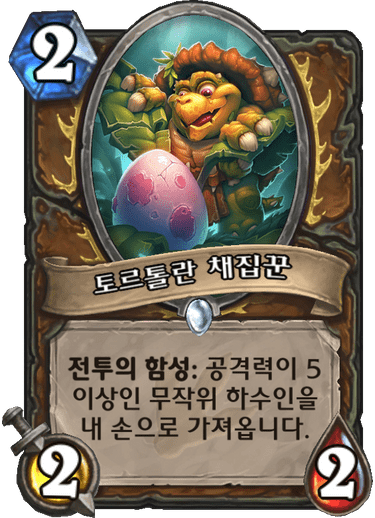 2
토르톨란 채집꾼
전투의 함성: 공격력이 5
이상인 무작위 하수인을
내 손으로 가져옵니다.
2
2